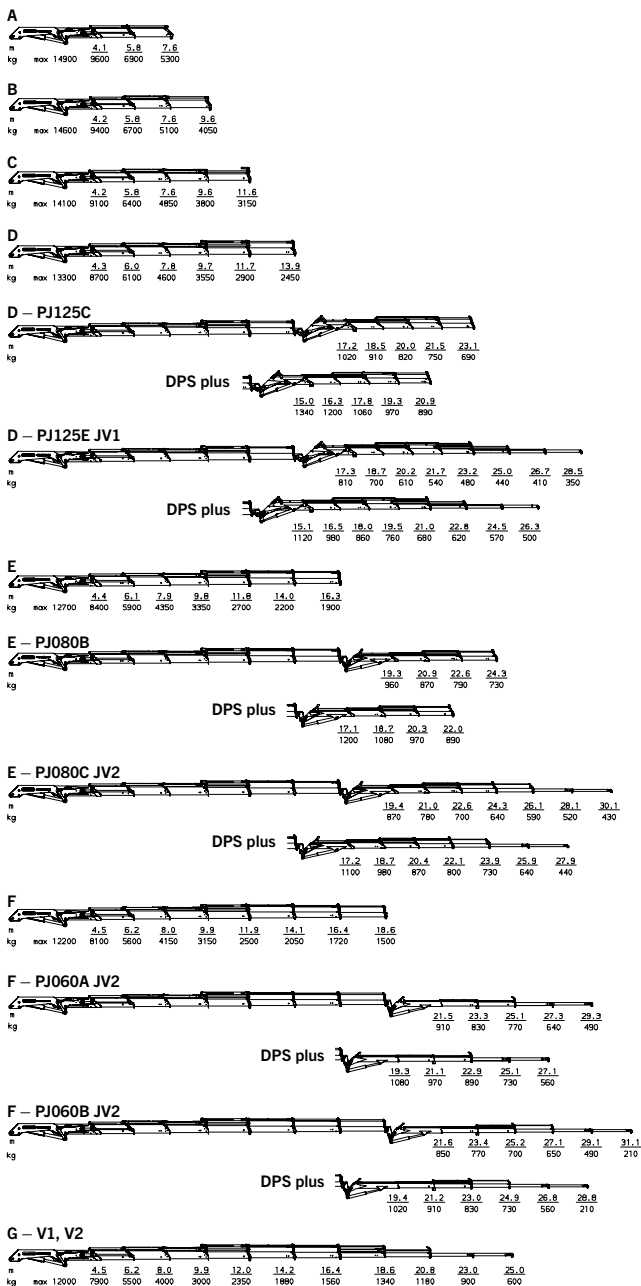 A
m 4.1 5.8 7.6
kg max 14900 9600 6900 5300
B
m 4.2 5.8 7.6 9.6
kg max 14600 9400 6700 5100 4050
C
m 4.2 5.8 7.6 9.6 11.6
kg max 14100 9100 6400 4850 3800 3150
D
m 4.3 6.0 7.8 9.7 11.7 13.9
kg max 13300 8700 6100 4600 3550 2900 2450
D – PJ125C
m 17.2 18.5 20.0 21.5 23.1
kg 1020 910 820 750 690
DPS plus
15.0 16.3 17.8 19.3 20.9
1340 1200 1060 970 890
D – PJ125E JV1
m 17.3 18.7 20.2 21.7 23.2 25.0 26.7 28.5
kg 810 700 610 540 480 440 410 350
DPS plus
15.1 16.5 18.0 19.5 21.0 22.8 24.5 26.3
1120 980 860 760 680 620 570 500
E
m 4.4 6.1 7.9 9.8 11.8 14.0 16.3
kg max 12700 8400 5900 4350 3350 2700 2200 1900
E – PJ080B
m 19.3 20.9 22.6 24.3
kg 960 870 790 730
DPS plus
17.1 18.7 20.3 22.0
1200 1080 970 890
E – PJ080C JV2
m 19.4 21.0 22.6 24.3 26.1 28.1 30.1
kg 870 780 700 640 590 520 430
DPS plus
17.2 18.7 20.4 22.1 23.9 25.9 27.9
1100 980 870 800 730 640 440
F
m 4.5 6.2 8.0 9.9 11.9 14.1 16.4 18.6
kg max 12200 8100 5600 4150 3150 2500 2050 1720 1500
F – PJ060A JV2
m 21.5 23.3 25.1 27.3 29.3
kg 910 830 770 640 490
DPS plus
19.3 21.1 22.9 25.1 27.1
1080 970 890 730 560
F – PJ060B JV2
m 21.6 23.4 25.2 27.1 29.1 31.1
kg 850 770 700 650 490 210
DPS plus
19.4 21.2 23.0 24.9 26.8 28.8
1020 910 830 730 560 210
G – V1, V2
m 4.5 6.2 8.0 9.9 12.0 14.2 16.4 18.6 20.8 23.0 25.0
kg max 12000 7900 5500 4000 3000 2350 1880 1560 1340 1180 900 600